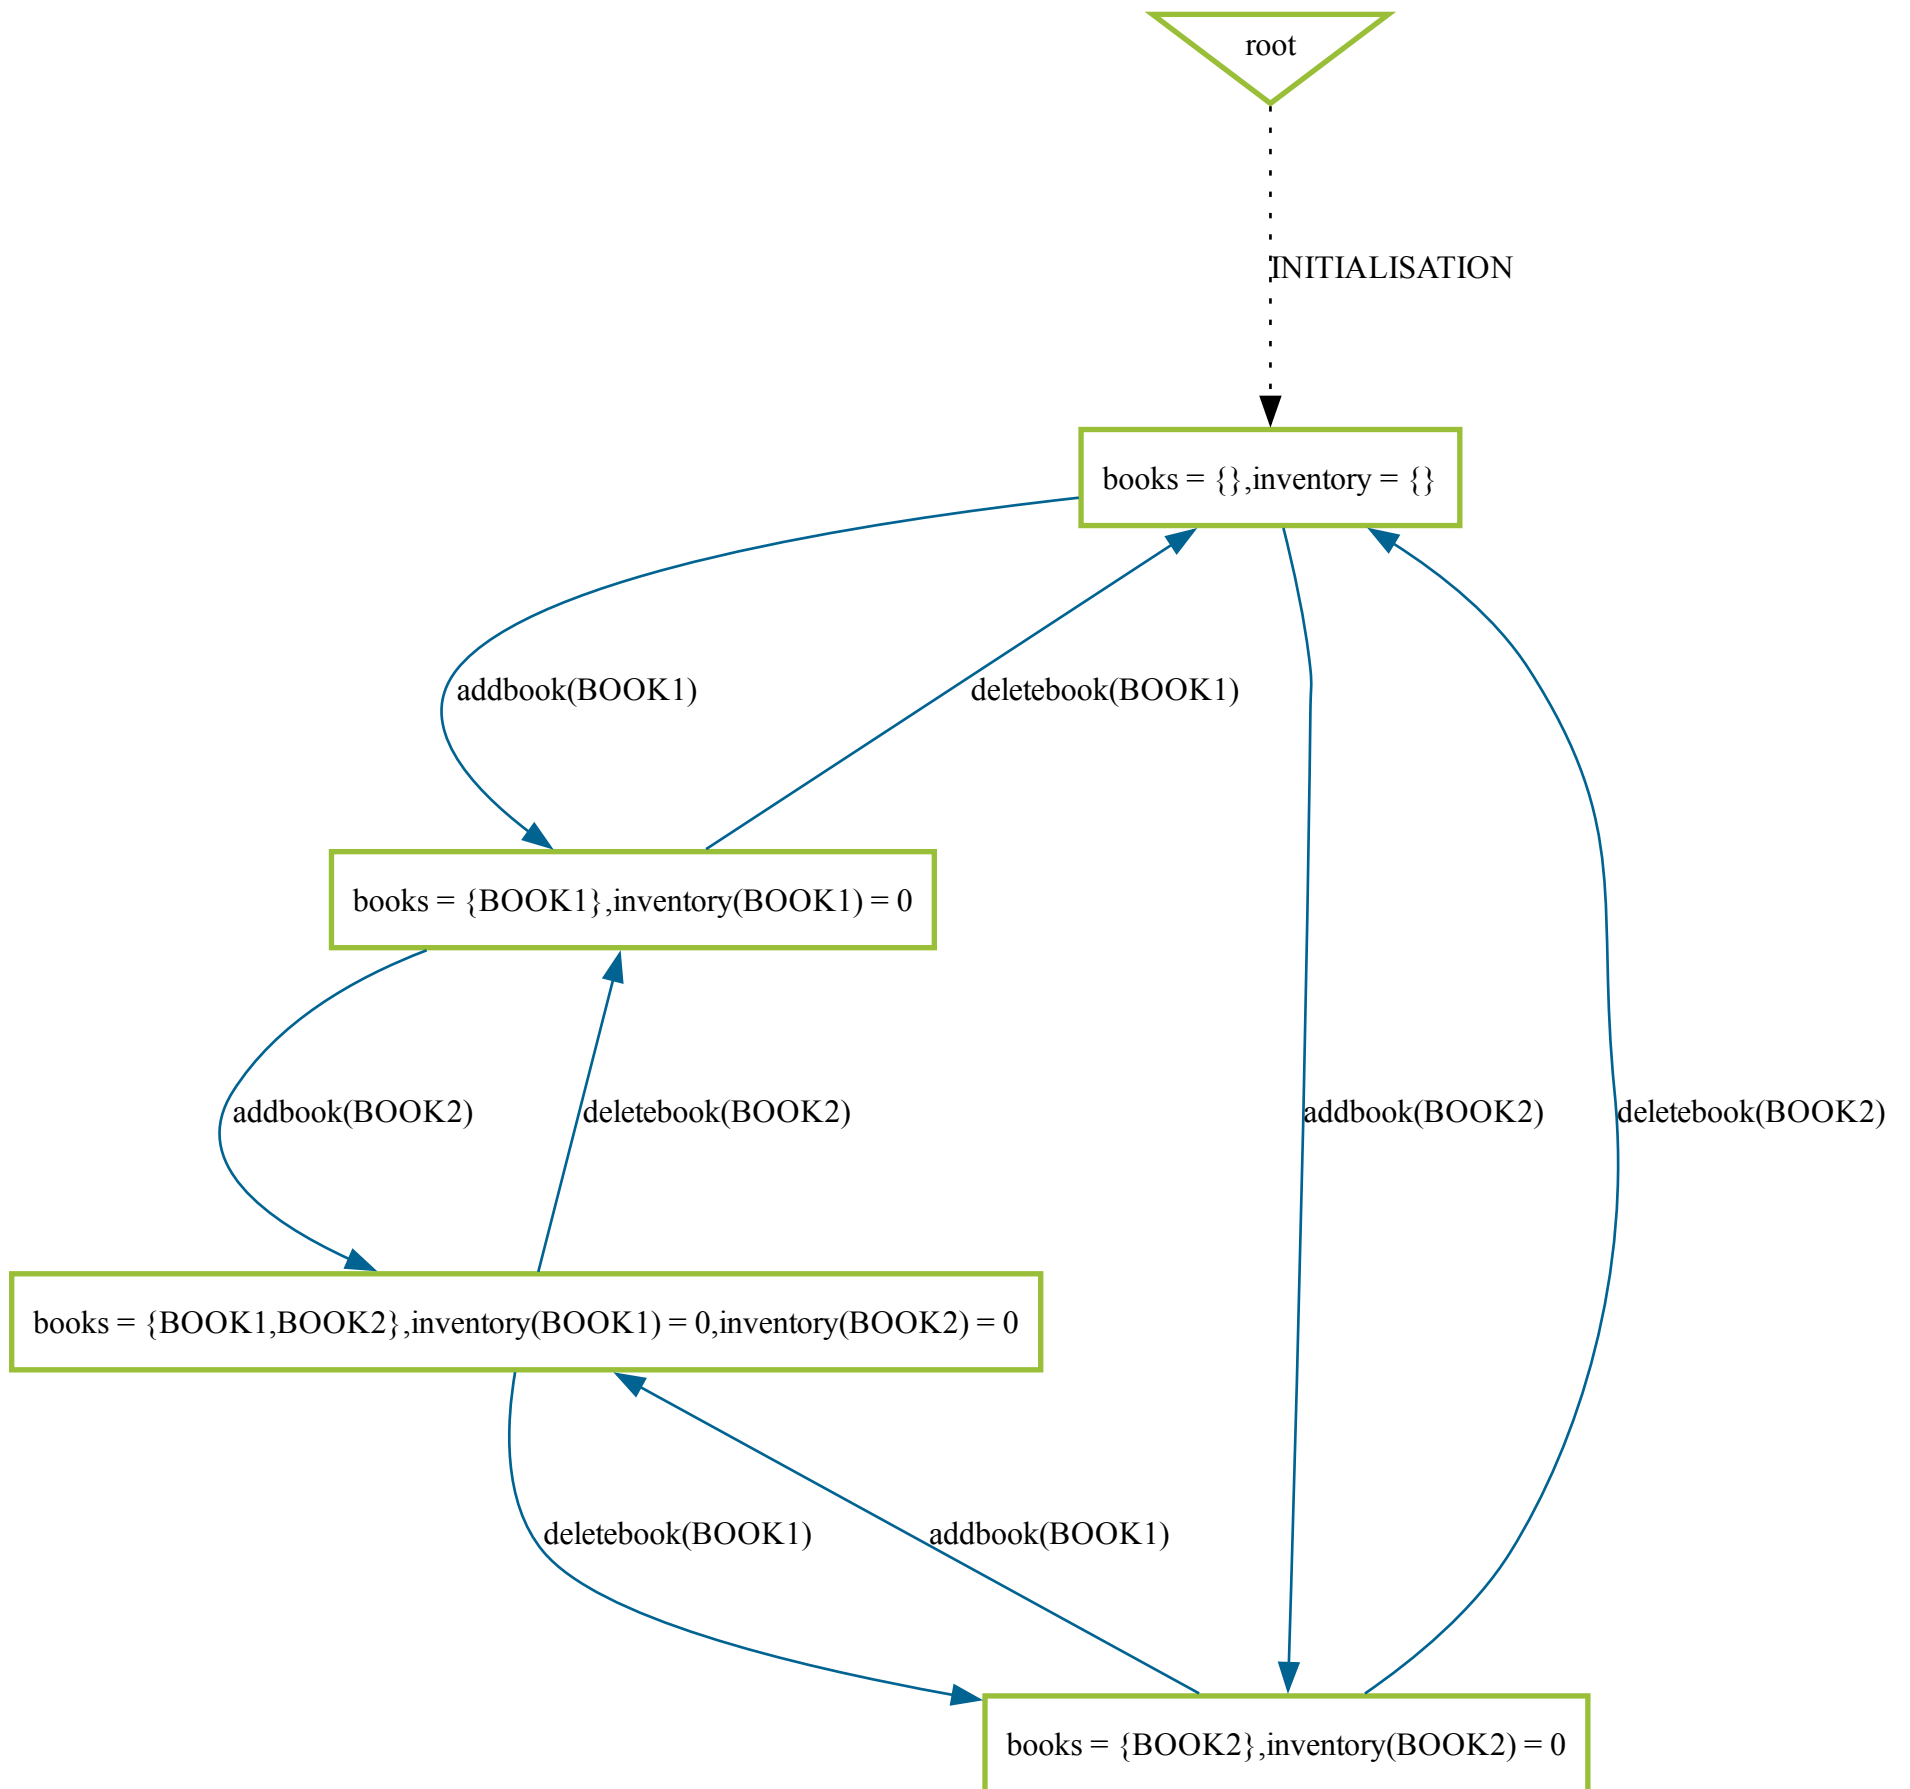 root
INITIALISATION
books = {},inventory = {}
addbook(BOOK1)
deletebook(BOOK1)
books = {BOOK1},inventory(BOOK1) = 0
addbook(BOOK2)
deletebook(BOOK2)
addbook(BOOK2)
deletebook(BOOK2)
books = {BOOK1,BOOK2},inventory(BOOK1) = 0,inventory(BOOK2) = 0
deletebook(BOOK1)
addbook(BOOK1)
books = {BOOK2},inventory(BOOK2) = 0